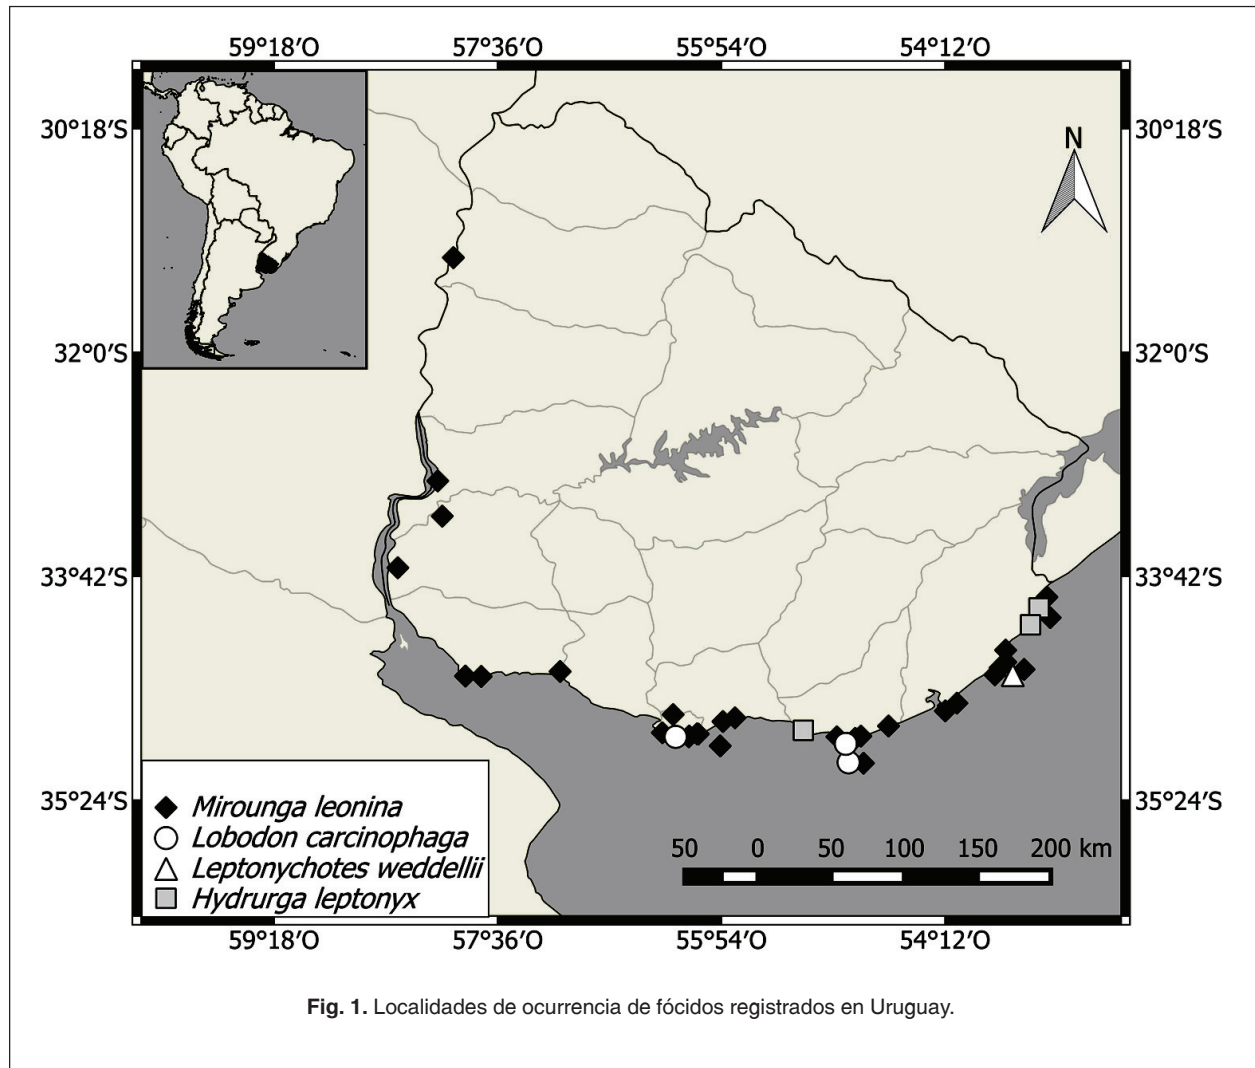 59°18′O 57°36′O 55°54′O 54°12′O
30°18′S 30°18′S
N
32°0′S 32°0′S
33°42′S 33°42′S
35°24′S 35°24′S
Mirounga leonina
Lobodon carcinophaga
Leptonychotes weddellii
Hydrurga leptonyx
50 0 50 100 150 200 km
59°18′O 57°36′O 55°54′O 54°12′O
Fig. 1. Localidades de ocurrencia de fócidos registrados en Uruguay.